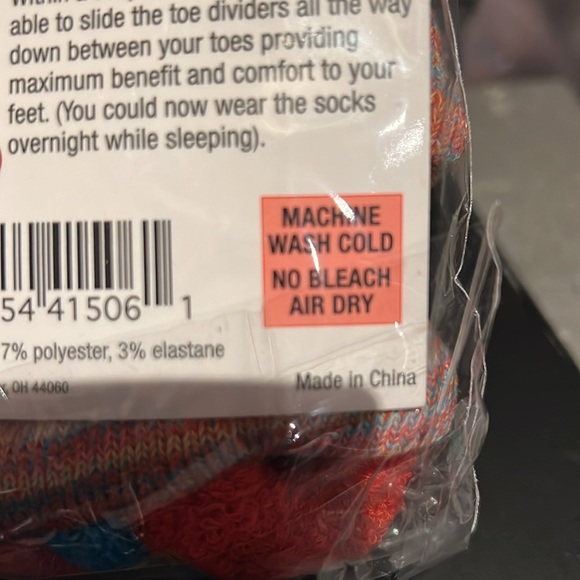 able to slide the toe dividers all the way
down between your toes providing
maximum benefit and comfort to your
feet. (You could now wear the socks
overnight while sleeping).
MACHINE
WASH COLD
NO BLEACH
AIR DRY
54 41506 1
7% polyester, 3% elastane
OH 44060
Made in China